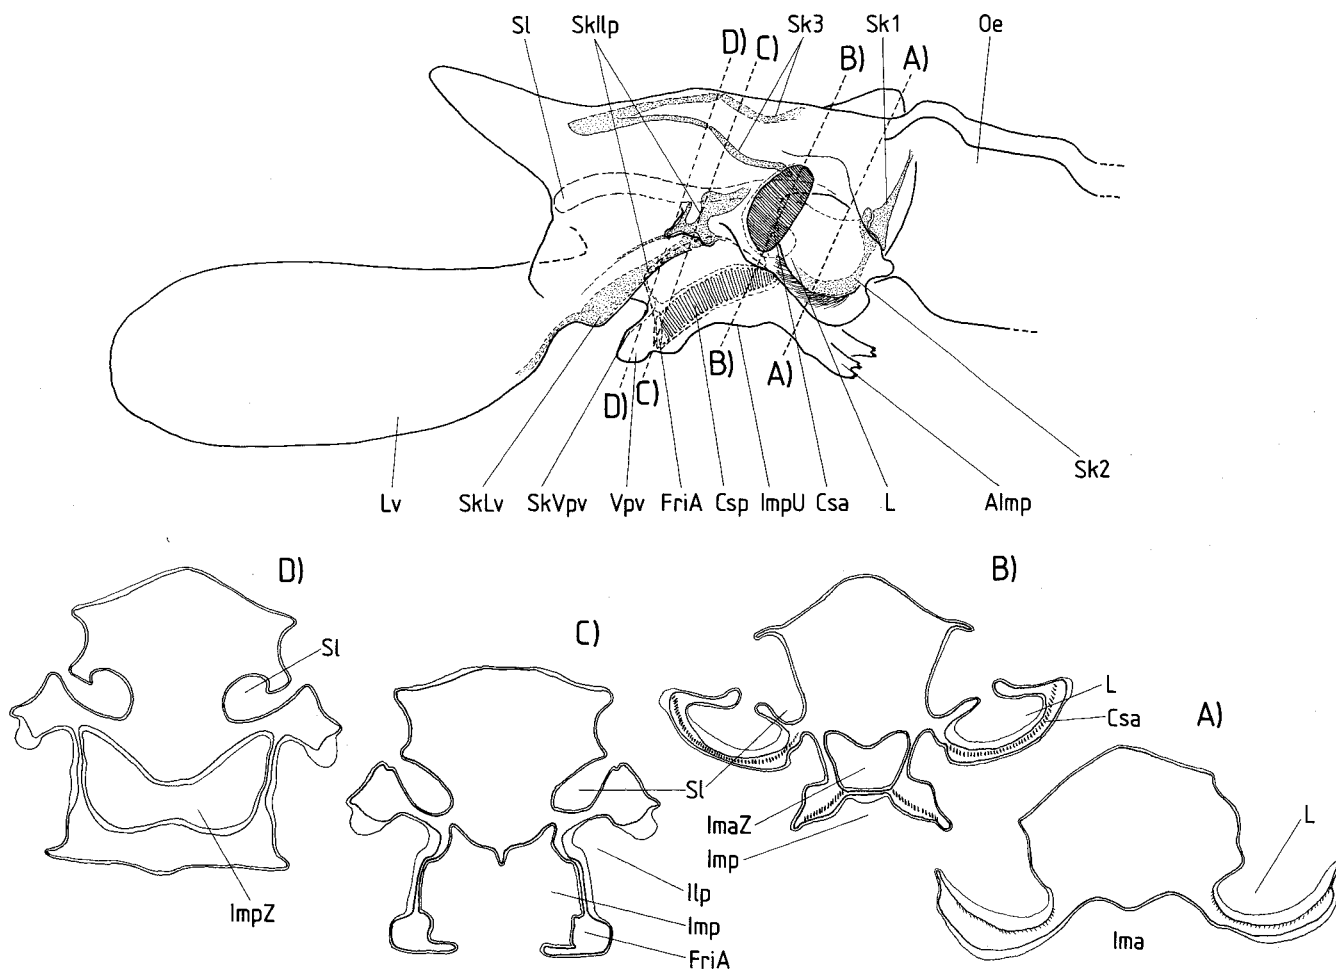 Sl SkIlp Sk3 Sk1 Oe
D) C) B) A)
B) A)
D) C)
Sk2
Lv SkLv SkVpv Vpv FriA Csp ImpU Csa L AImp
D) B)
C)
Sl L
Csa A)
Sl
ImaZ L
Imp
Ilp
ImpZ Imp Ima
FriA